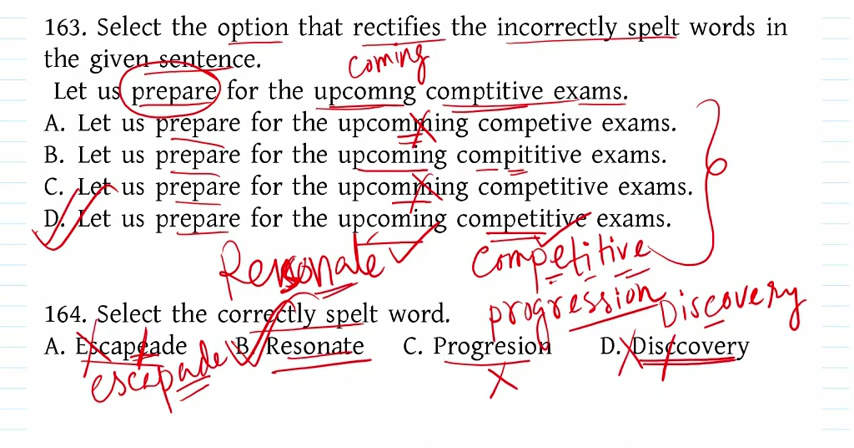 163. Select the option that rectifies the incorrectly spelt words in
the given sentence.
coming
Let us prepare for the upcomng comptitive exams.
A. Let us prepare for the upcomming competive exams.
B. Let us prepare for the upcoming compititive exams.
C. Let us prepare for the upcomming competitive exams.
D. Let us prepare for the upcoming competitive exams.
Resonate competitive
progression Discovery
164. Select the correctly spelt word.
A. Escapeade B. Resonate C. Progresion D. Disccovery
escapade